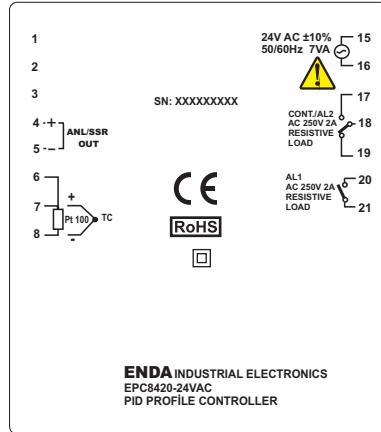 1
2
3
4 +
5 -
ANL/SSR
OUT
6
7
8
+
Pt 100
TC
-
SN: XXXXXXXXX
CE
RoHS
24V AC ±10%
50/60Hz 7VA
15
16
17
CONT./AL2
AC 250V 2A
RESISTIVE
LOAD
18
19
AL1
AC 250V 2A
RESISTIVE
LOAD
20
21
ENDA INDUSTRIAL ELECTRONICS
EPC8420-24VAC
PID PROFİLE CONTROLLER